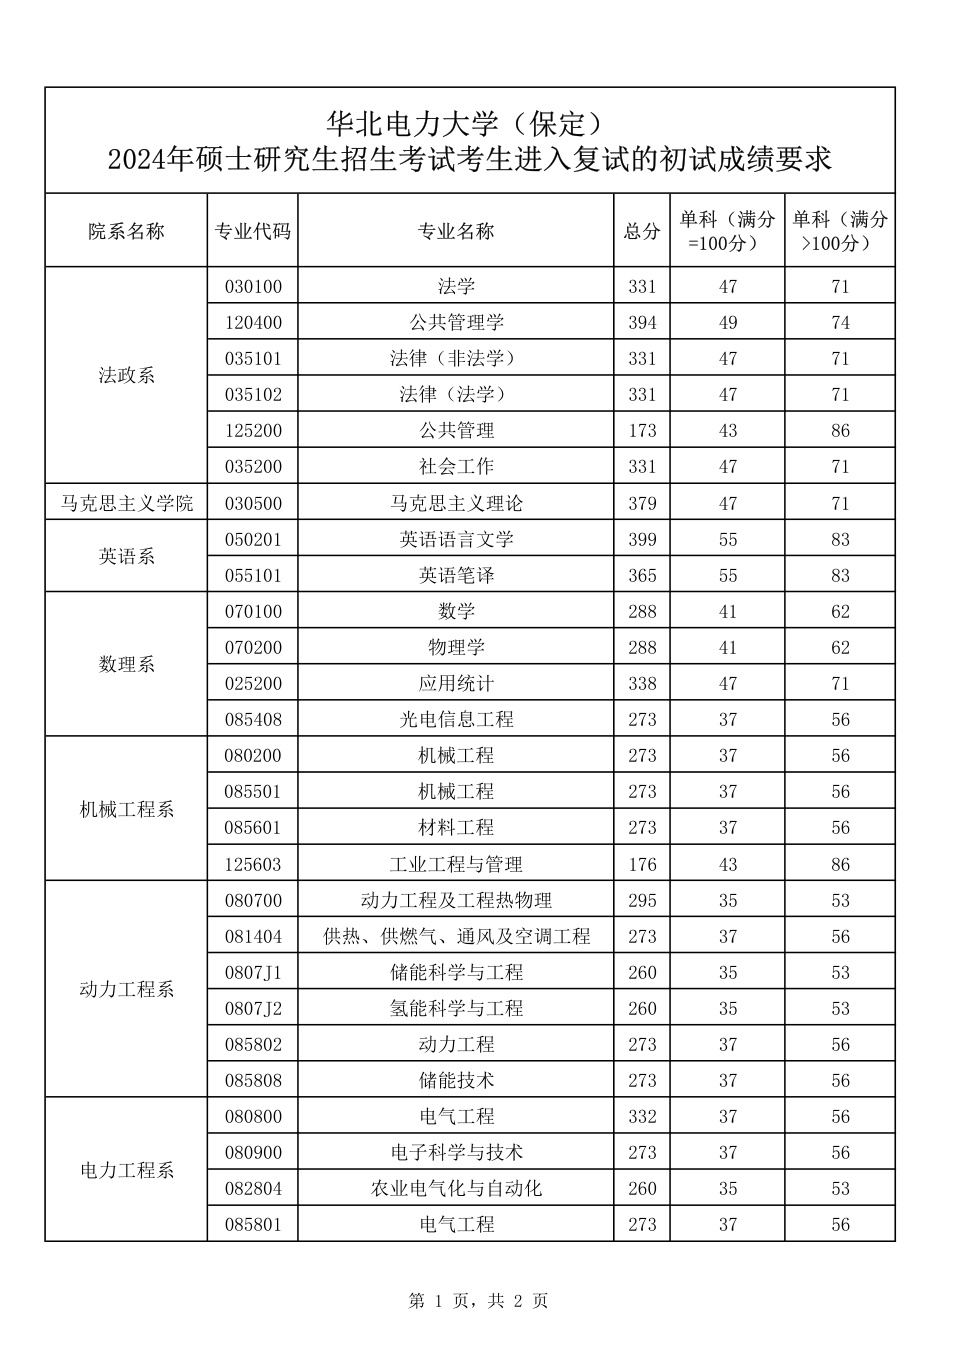 华北电力大学（保定）
2024年硕士研究生招生考试考生进入复试的初试成绩要求
院系名称 专业代码 专业名称 总分 单科（满分=100分） 单科（满分>100分）
法政系 030100 法学 331 47 71
120400 公共管理学 394 49 74
035101 法律（非法学） 331 47 71
035102 法律（法学） 331 47 71
125200 公共管理 173 43 86
035200 社会工作 331 47 71
马克思主义学院 030500 马克思主义理论 379 47 71
英语系 050201 英语语言文学 399 55 83
055101 英语笔译 365 55 83
数理系 070100 数学 288 41 62
070200 物理学 288 41 62
025200 应用统计 338 47 71
085408 光电信息工程 273 37 56
机械工程系 080200 机械工程 273 37 56
085501 机械工程 273 37 56
085601 材料工程 273 37 56
125603 工业工程与管理 176 43 86
动力工程系 080700 动力工程及工程热物理 295 35 53
081404 供热、供燃气、通风及空调工程 273 37 56
0807J1 储能科学与工程 260 35 53
0807J2 氢能科学与工程 260 35 53
085802 动力工程 273 37 56
085808 储能技术 273 37 56
电力工程系 080800 电气工程 332 37 56
080900 电子科学与技术 273 37 56
082804 农业电气化与自动化 260 35 53
085801 电气工程 273 37 56
第 1 页，共 2 页